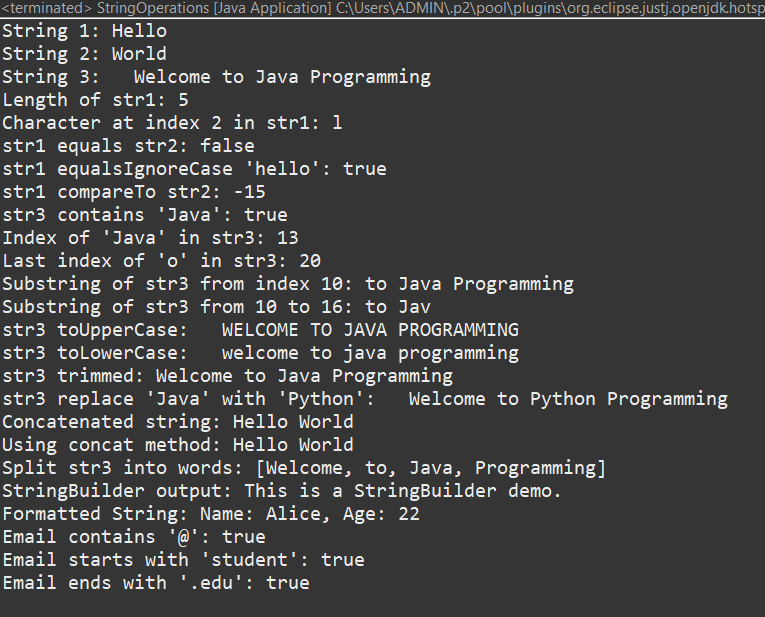 <terminated> StringOperations [Java Application] C:\Users\ADMIN\.p2\pool\plugins\org.eclipse.justj.openjdk.hotsp
String 1: Hello
String 2: World
String 3:   Welcome to Java Programming
Length of str1: 5
Character at index 2 in str1: l
str1 equals str2: false
str1 equalsIgnoreCase 'hello': true
str1 compareTo str2: -15
str3 contains 'Java': true
Index of 'Java' in str3: 13
Last index of 'o' in str3: 20
Substring of str3 from index 10: to Java Programming
Substring of str3 from 10 to 16: to Jav
str3 toUpperCase:   WELCOME TO JAVA PROGRAMMING
str3 toLowerCase:   welcome to java programming
str3 trimmed: Welcome to Java Programming
str3 replace 'Java' with 'Python':   Welcome to Python Programming
Concatenated string: Hello World
Using concat method: Hello World
Split str3 into words: [Welcome, to, Java, Programming]
StringBuilder output: This is a StringBuilder demo.
Formatted String: Name: Alice, Age: 22
Email contains '@': true
Email starts with 'student': true
Email ends with '.edu': true